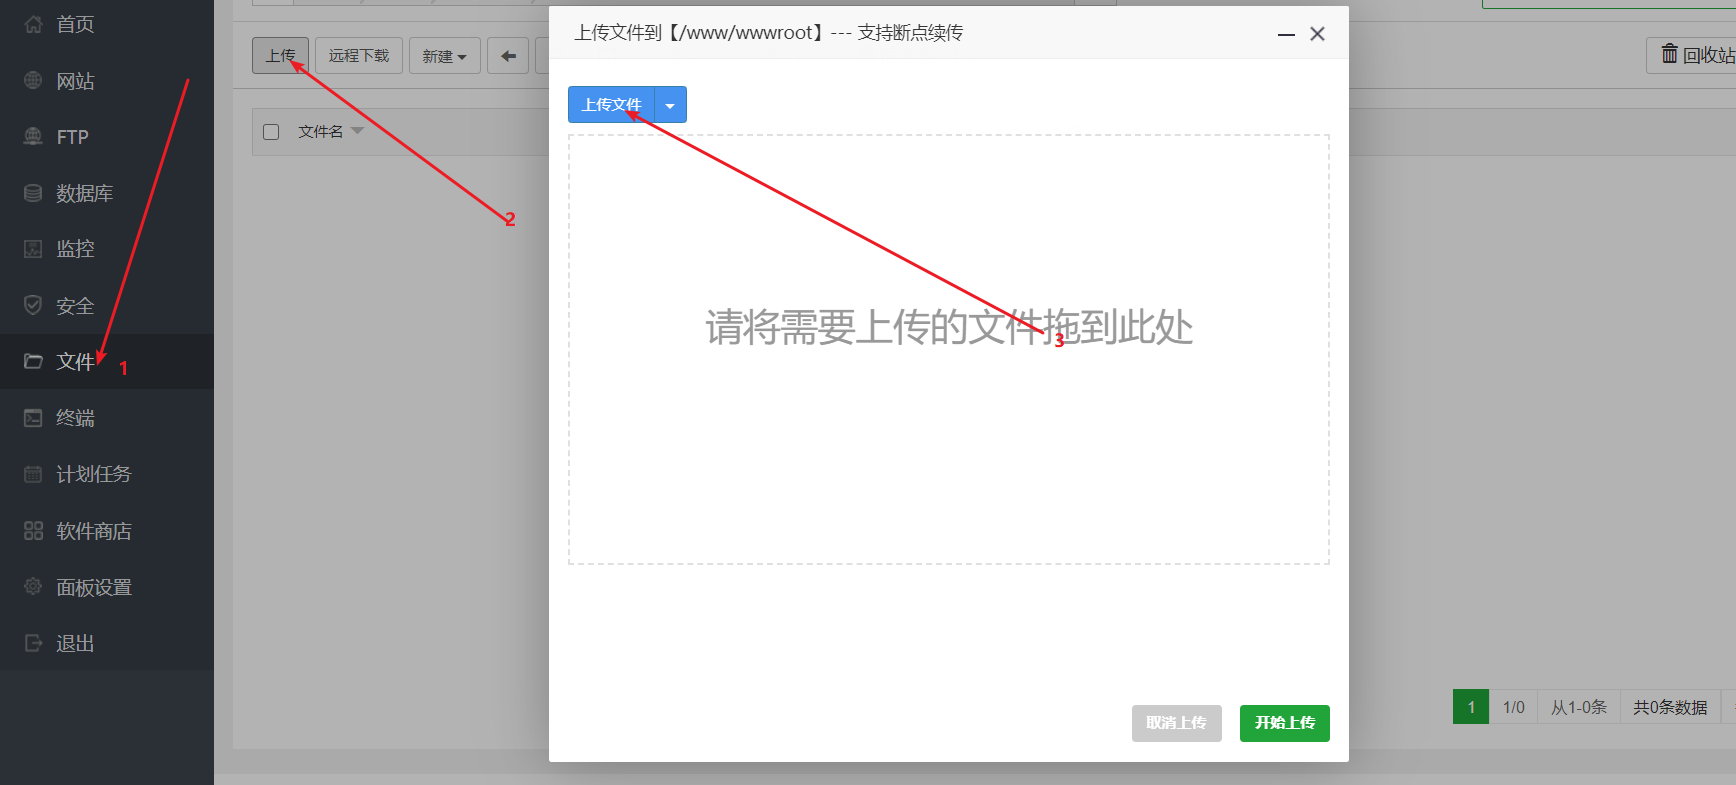 首页
网站
FTP
数据库
监控
安全
文件
1
终端
计划任务
软件商店
面板设置
退出
上传
远程下载
新建
回收站
文件名
2
上传文件到【/www/wwwroot】--- 支持断点续传
上传文件
请将需要上传的文件拖到此处
3
取消上传
开始上传
1
1/0
从1-0条
共0条数据